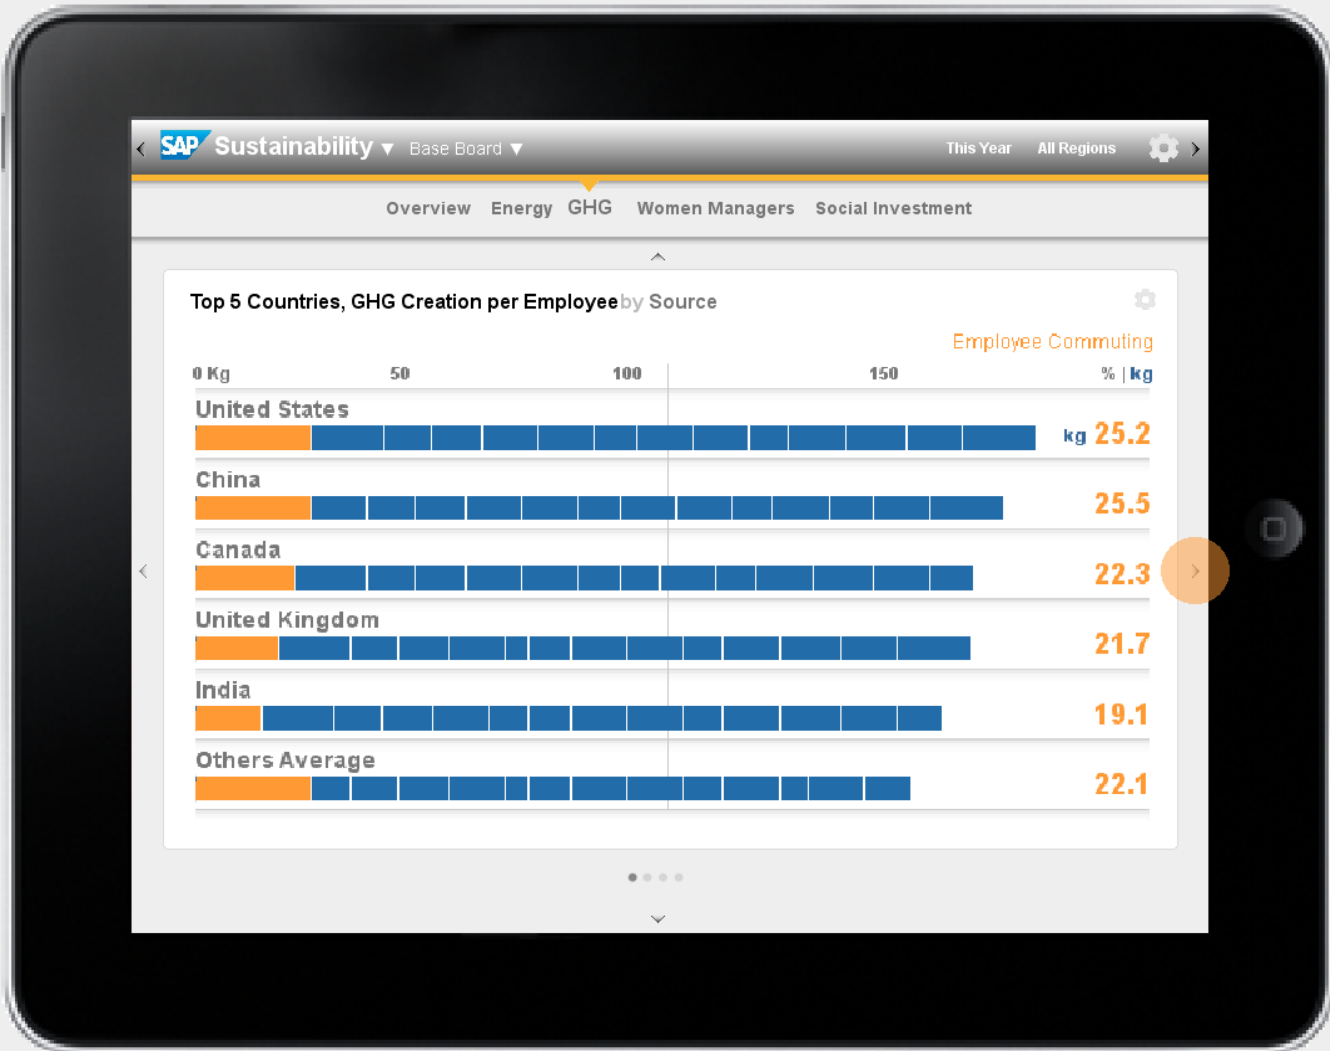 SAP Sustainability ▼ Base Board ▼ This Year All Regions
Overview Energy GHG Women Managers Social Investment
Top 5 Countries, GHG Creation per Employee by Source
Employee Commuting
0 Kg 50 100 150 % | kg
United States
kg 25.2
China
25.5
Canada
22.3
United Kingdom
21.7
India
19.1
Others Average
22.1